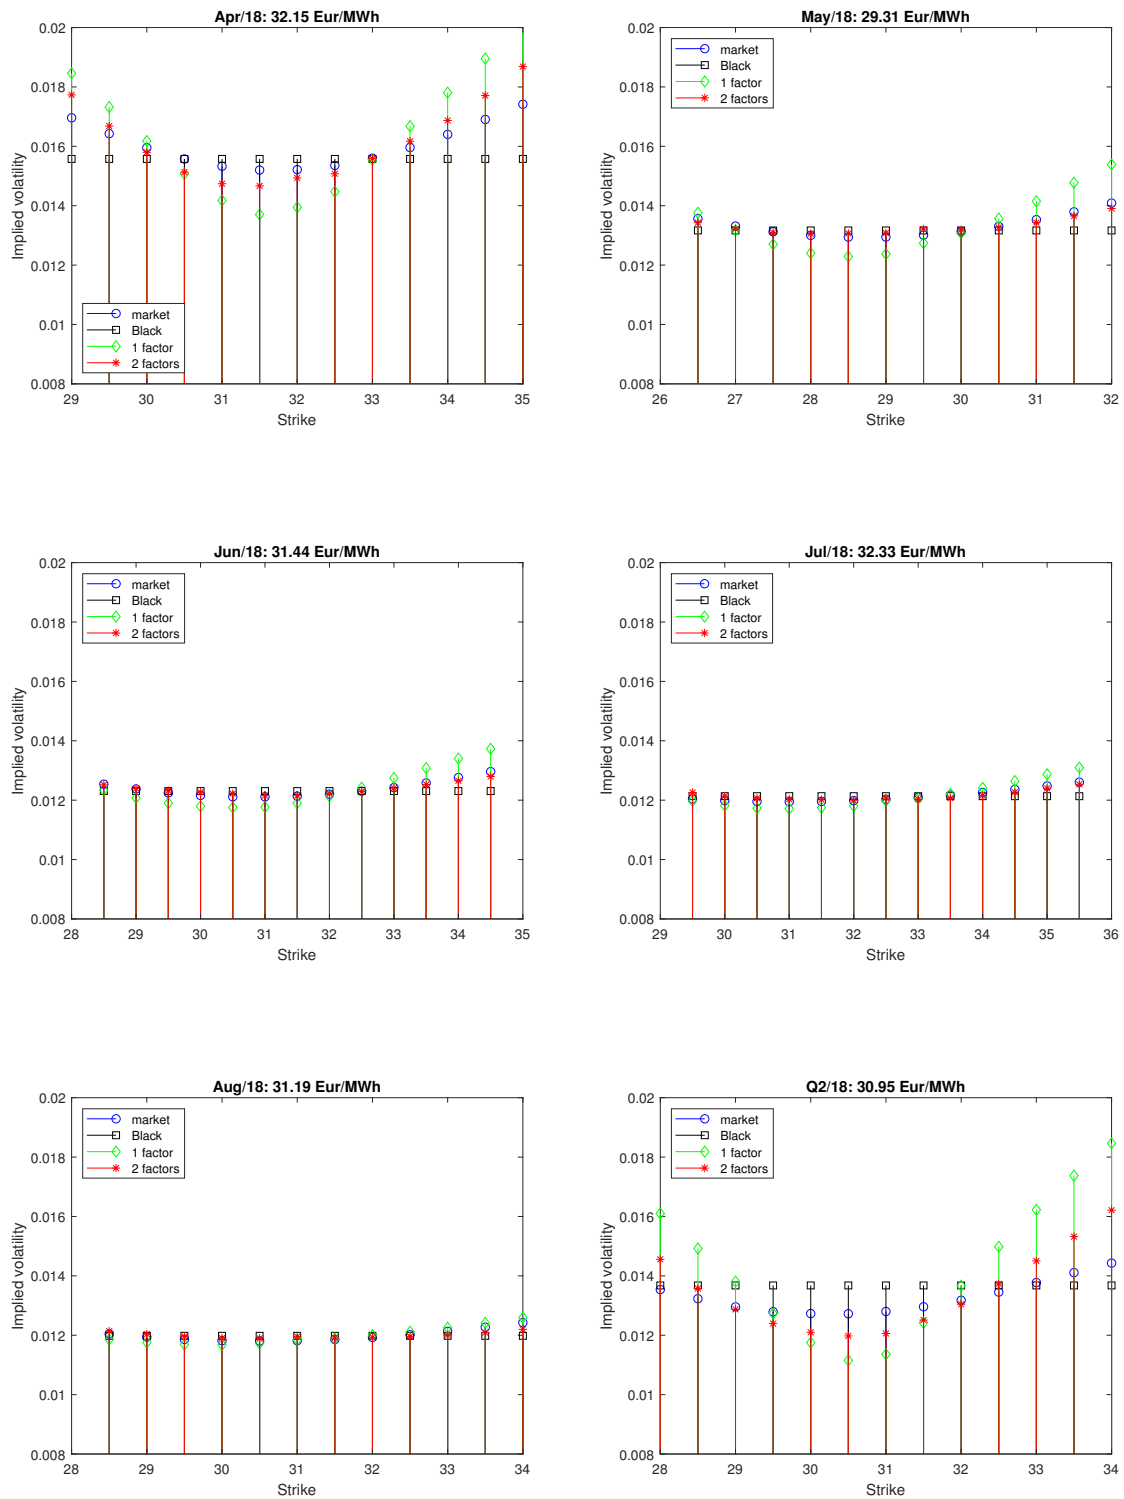 Apr/18: 32.15 Eur/MWh
0.02
0.018
0.016
0.014
0.012
0.01
0.008
Implied volatility
market
Black
1 factor
2 factors
29 30 31 32 33 34 35
Strike
May/18: 29.31 Eur/MWh
0.02
0.018
0.016
0.014
0.012
0.01
0.008
Implied volatility
market
Black
1 factor
2 factors
26 27 28 29 30 31 32
Strike
Jun/18: 31.44 Eur/MWh
0.02
0.018
0.016
0.014
0.012
0.01
0.008
Implied volatility
market
Black
1 factor
2 factors
28 29 30 31 32 33 34 35
Strike
Jul/18: 32.33 Eur/MWh
0.02
0.018
0.016
0.014
0.012
0.01
0.008
Implied volatility
market
Black
1 factor
2 factors
29 30 31 32 33 34 35 36
Strike
Aug/18: 31.19 Eur/MWh
0.02
0.018
0.016
0.014
0.012
0.01
0.008
Implied volatility
market
Black
1 factor
2 factors
28 29 30 31 32 33 34
Strike
Q2/18: 30.95 Eur/MWh
0.02
0.018
0.016
0.014
0.012
0.01
0.008
Implied volatility
market
Black
1 factor
2 factors
28 29 30 31 32 33 34
Strike